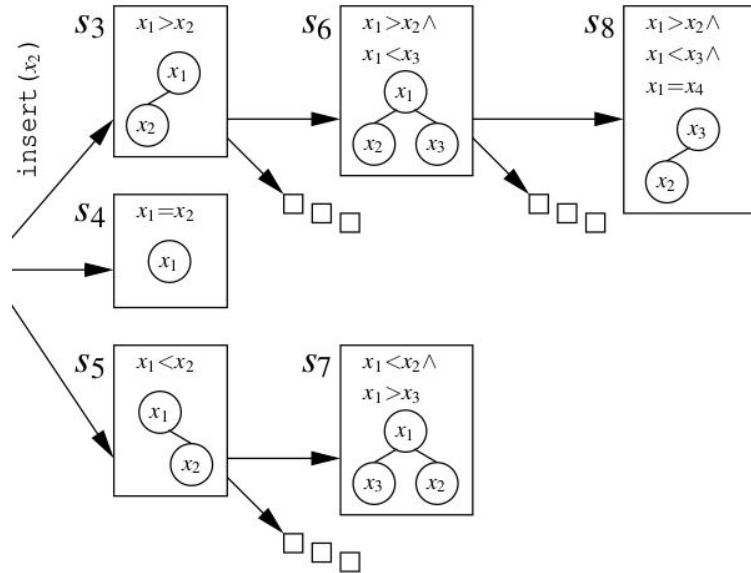 insert(x₂)
S3
x₁>x₂
x₁
x₂
S6
x₁>x₂∧
x₁<x₃
x₁
x₂ x₃
S8
x₁>x₂∧
x₁<x₃∧
x₁=x₄
x₃
x₂
S4
x₁=x₂
x₁
S5
x₁<x₂
x₁
x₂
S7
x₁<x₂∧
x₁>x₃
x₁
x₃ x₂